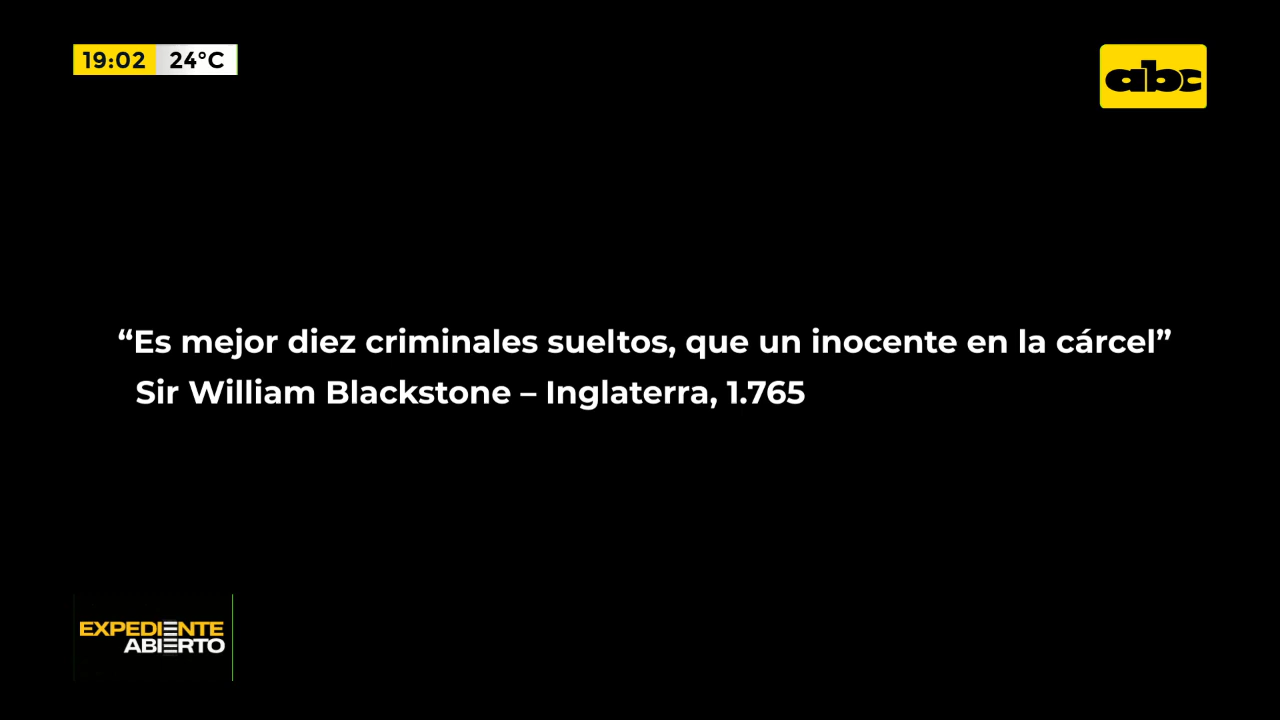 19:02 24°C
abc
“Es mejor diez criminales sueltos, que un inocente en la cárcel”
Sir William Blackstone – Inglaterra, 1.765
EXPEDIENTE
ABIERTO